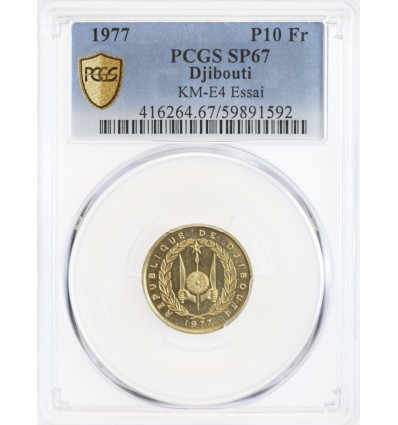 1977 P10 Fr
PCGS SP67
Djibouti
KM-E4 Essai
416264.67/59891592
PCGS
REPUBLIQUE DE DJIBOUTI
1977